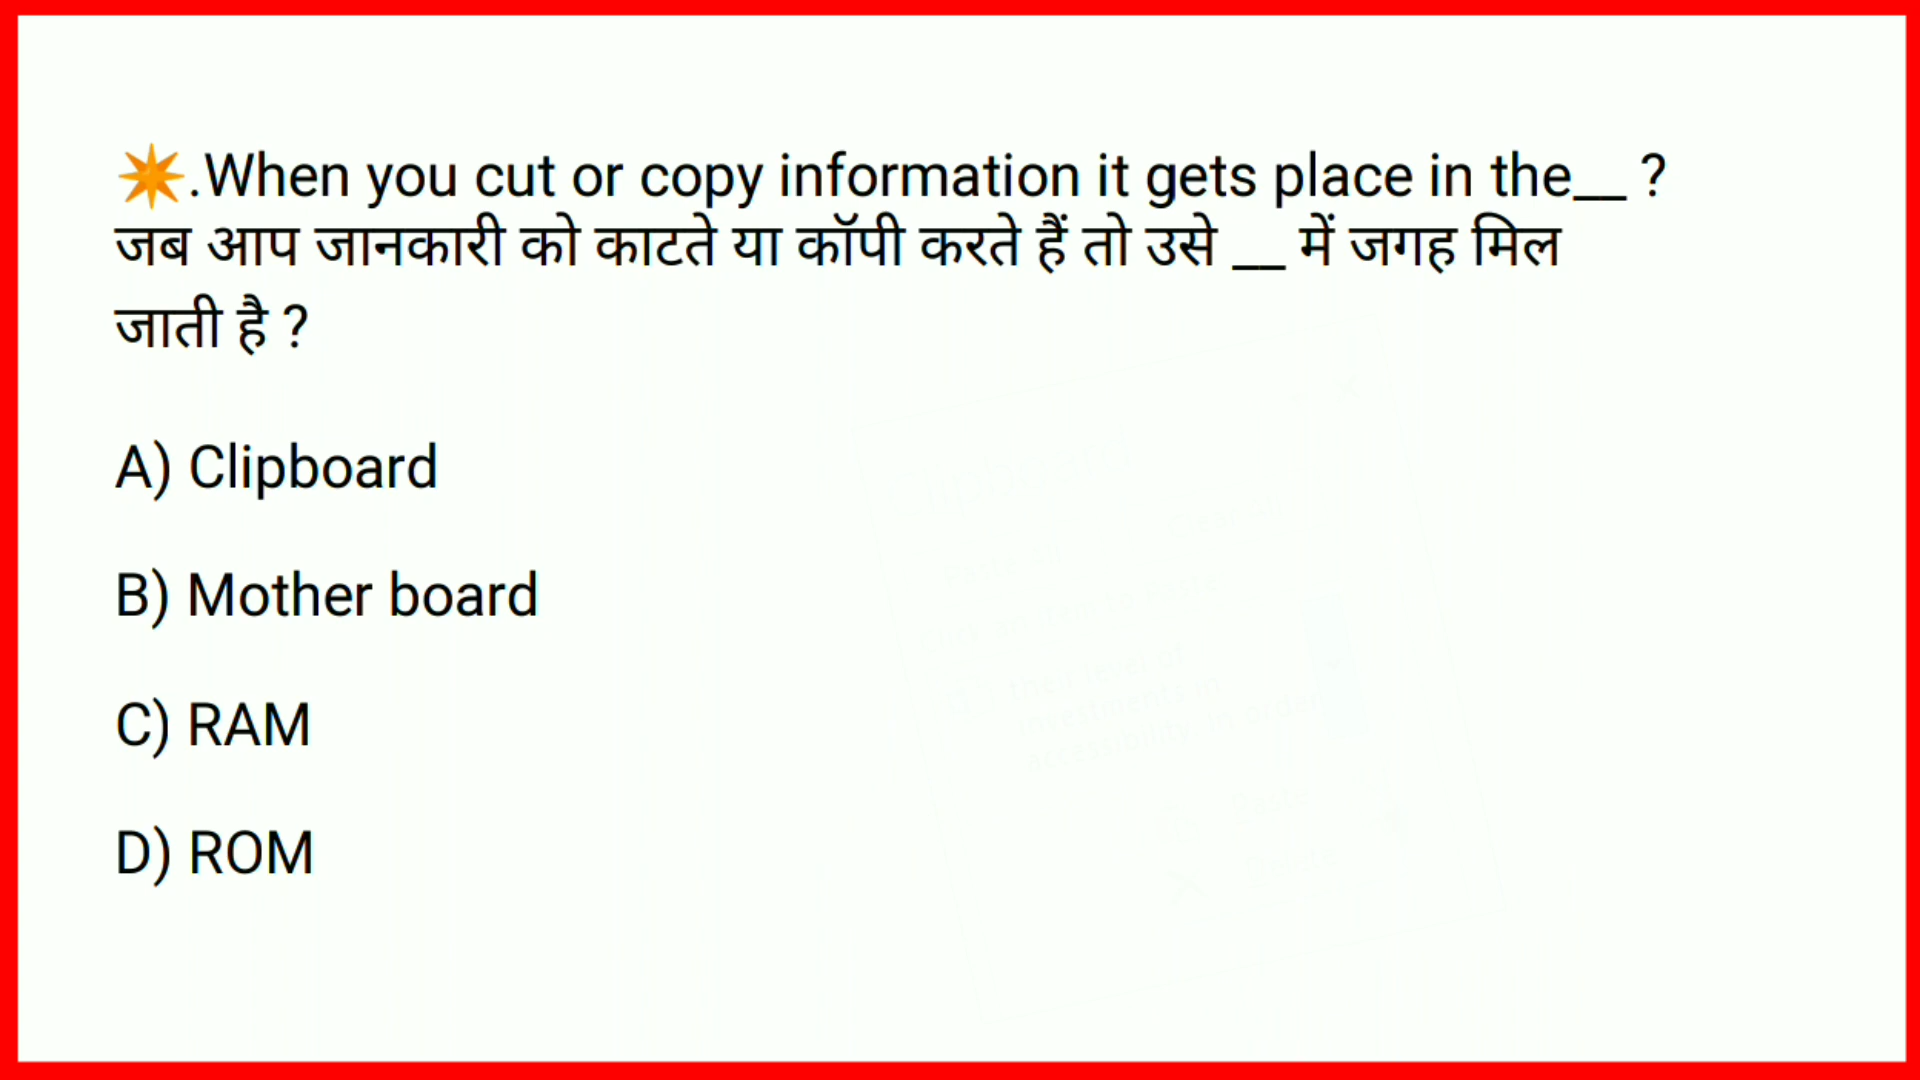 ✴.When you cut or copy information it gets place in the__ ?
जब आप जानकारी को काटते या कॉपी करते हैं तो उसे __ में जगह मिल
जाती है ?
A) Clipboard
B) Mother board
C) RAM
D) ROM